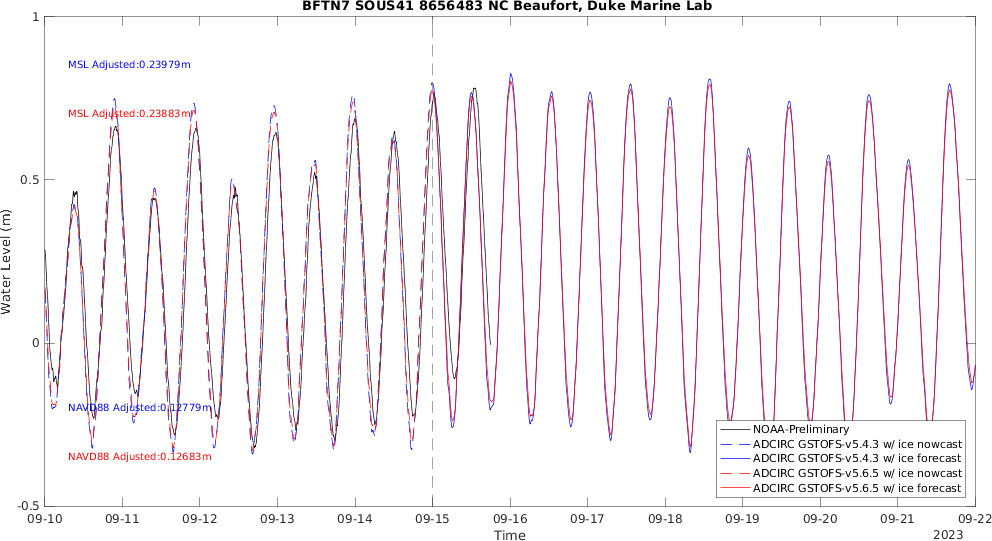 BFTN7 SOUS41 8656483 NC Beaufort, Duke Marine Lab
1
MSL Adjusted:0.23979m
MSL Adjusted:0.23883m
0.5
Water Level (m)
0
NAVD88 Adjusted:0.12779m
NAVD88 Adjusted:0.12683m
NOAA-Preliminary
ADCIRC GSTOFS-v5.4.3 w/ ice nowcast
ADCIRC GSTOFS-v5.4.3 w/ ice forecast
ADCIRC GSTOFS-v5.6.5 w/ ice nowcast
ADCIRC GSTOFS-v5.6.5 w/ ice forecast
-0.5
09-10 09-11 09-12 09-13 09-14 09-15 09-16 09-17 09-18 09-19 09-20 09-21 09-22
Time
2023